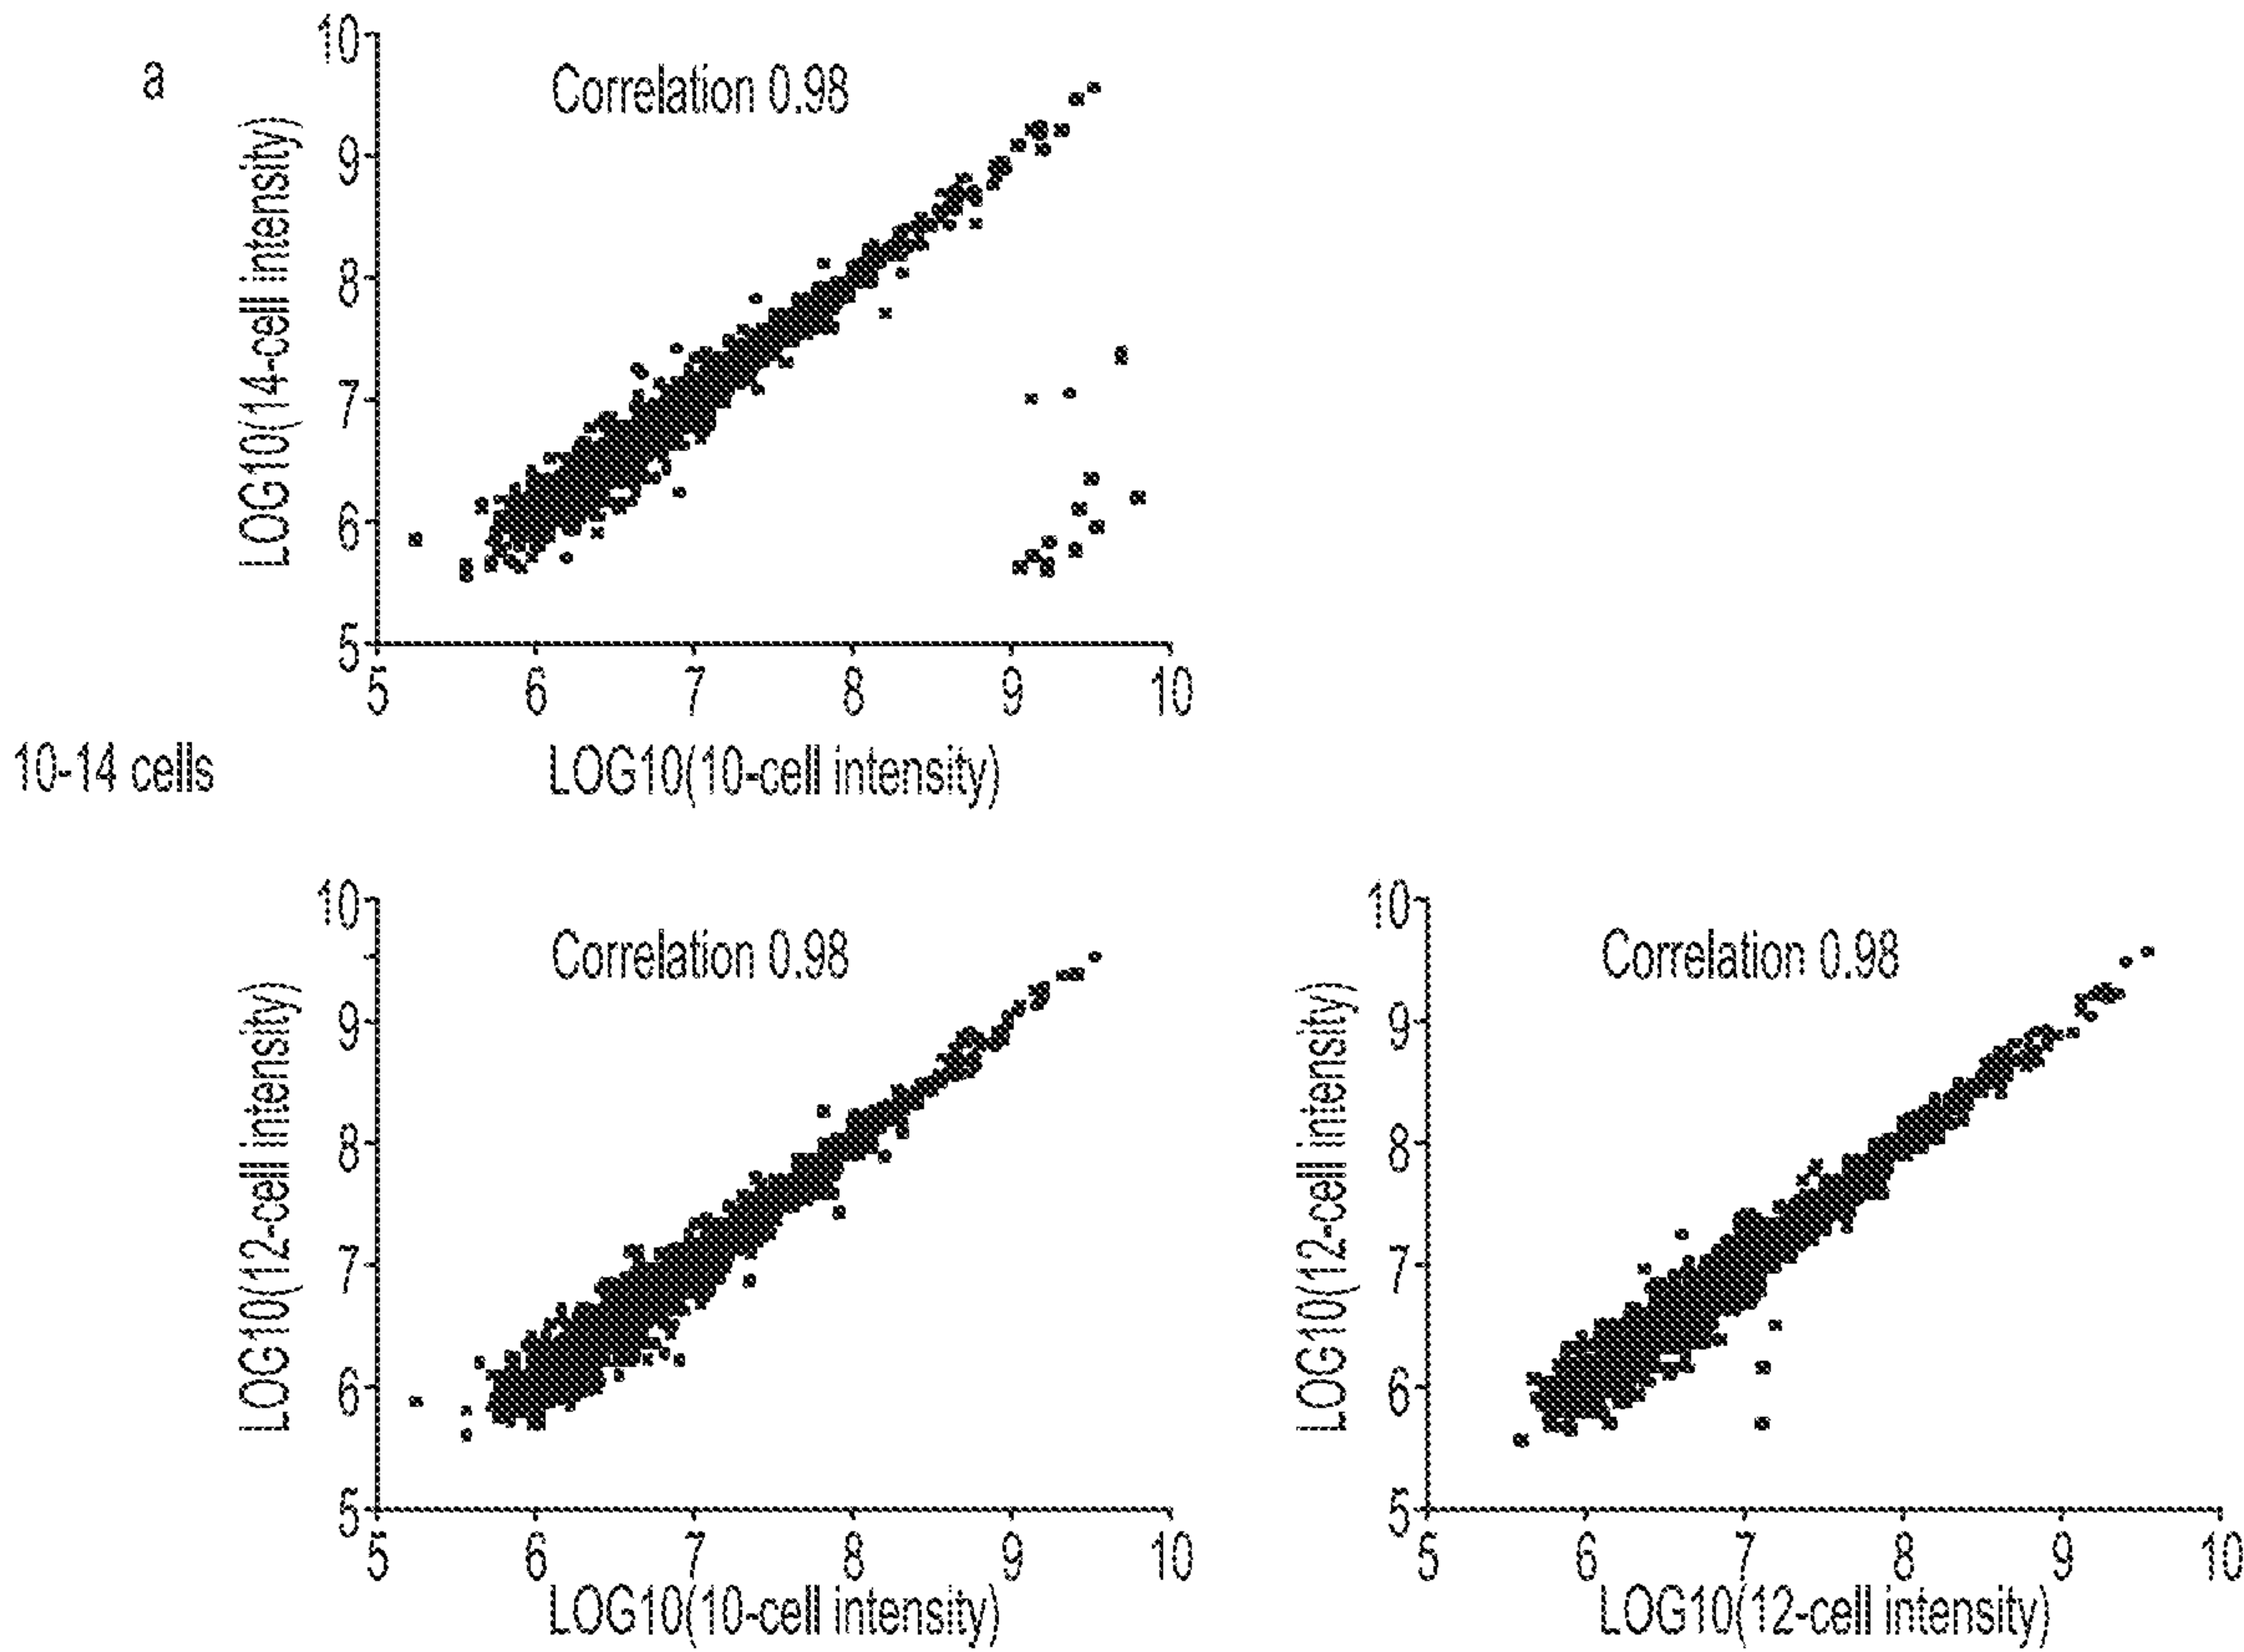 a
Correlation 0.98
LOG10(14-cell intensity)
10
9
8
7
6
5
5 6 7 8 9 10
LOG10(10-cell intensity)
10-14 cells
Correlation 0.98
LOG10(12-cell intensity)
10
9
8
7
6
5
5 6 7 8 9 10
LOG10(10-cell intensity)
Correlation 0.98
LOG10(12-cell intensity)
10
9
8
7
6
5
5 6 7 8 9 10
LOG10(12-cell intensity)